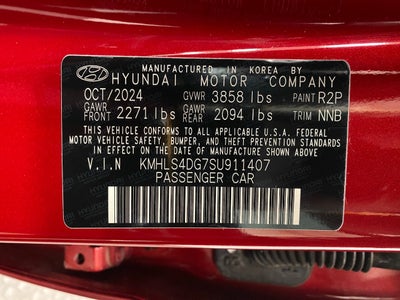 MANUFACTURED IN KOREA BY
HYUNDAI MOTOR COMPANY
OCT/2024 GVWR 3858 lbs PAINT R2P
GAWR FRONT 2271 lbs GAWR REAR 2094 lbs TRIM NNB
THIS VEHICLE CONFORMS TO ALL APPLICABLE U.S.A. FEDERAL
MOTOR VEHICLE SAFETY, BUMPER, AND THEFT PREVENTION
STANDARDS IN EFFECT ON THE DATE OF MANUFACTURE
SHOWN ABOVE.
V.I.N KMHLS4DG7SU911407
PASSENGER CAR